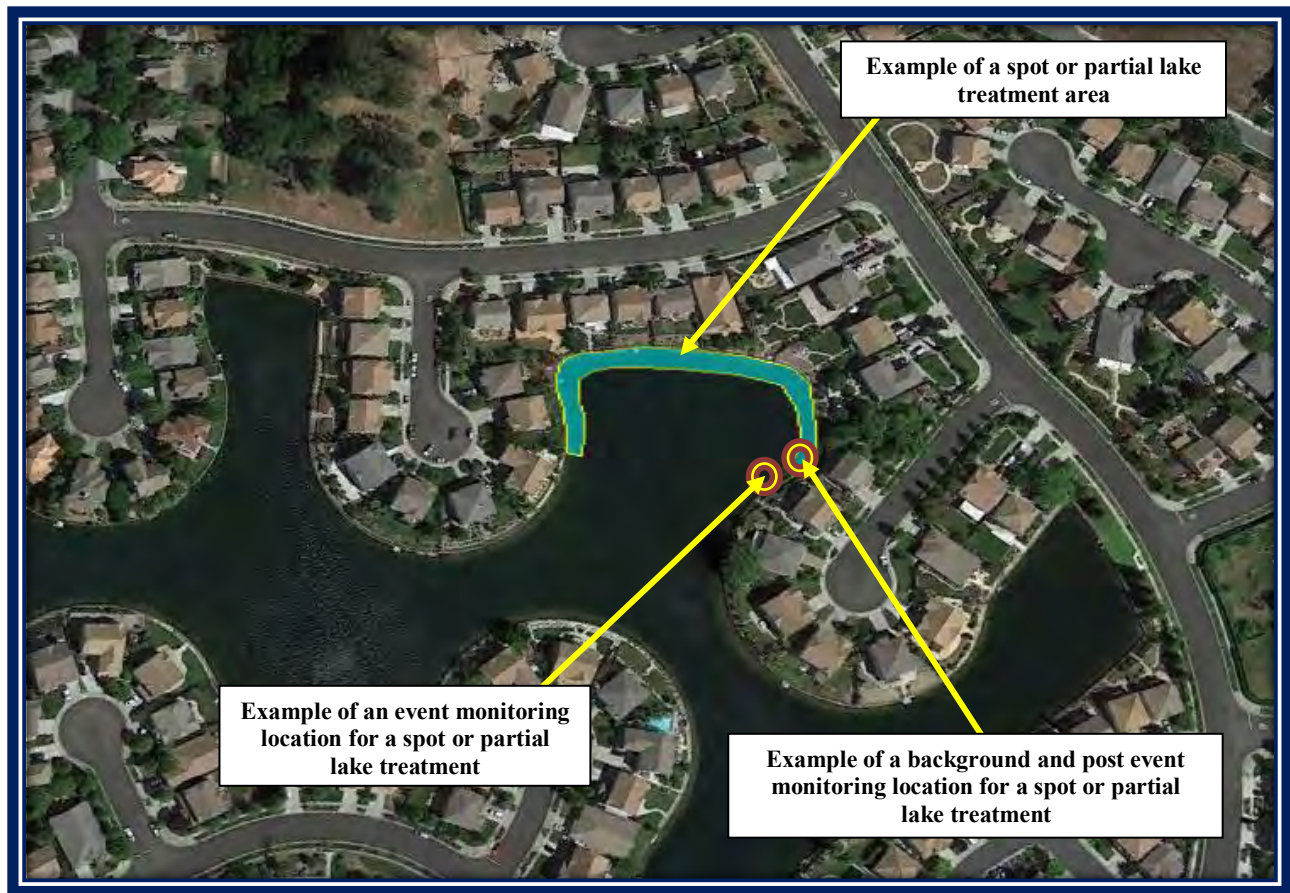 Example of a spot or partial lake
treatment area
Example of an event monitoring
location for a spot or partial
lake treatment
Example of a background and post event
monitoring location for a spot or partial
lake treatment